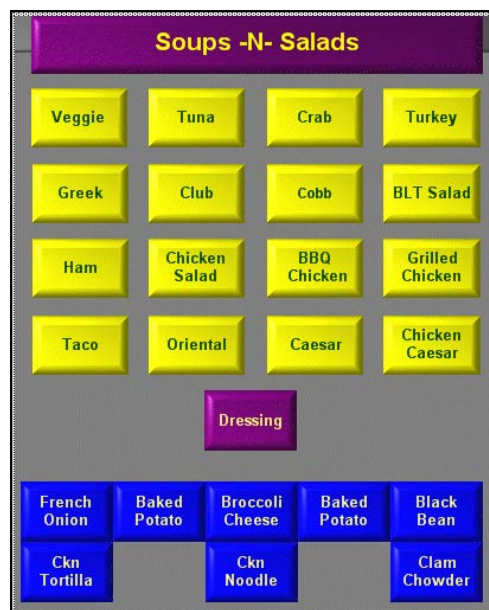 Soups -N- Salads
Veggie
Tuna
Crab
Turkey
Greek
Club
Cobb
BLT Salad
Ham
Chicken
Salad
BBQ
Chicken
Grilled
Chicken
Taco
Oriental
Caesar
Chicken
Caesar
Dressing
French
Onion
Baked
Potato
Broccoli
Cheese
Baked
Potato
Black
Bean
Ckn
Tortilla
Ckn
Noodle
Clam
Chowder